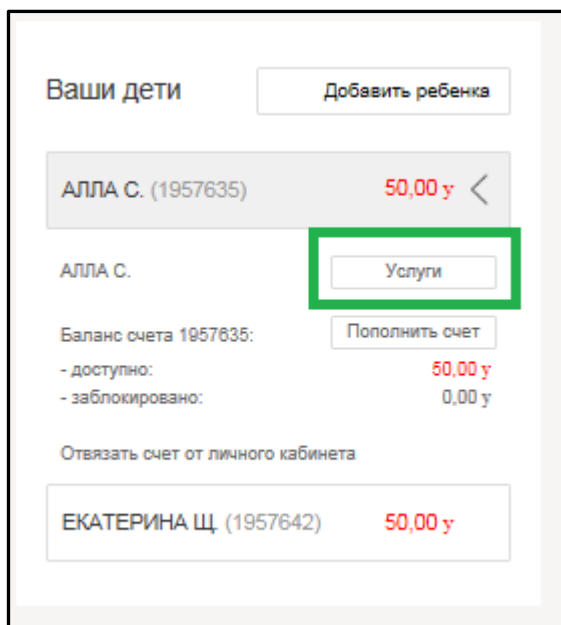 Ваши дети
Добавить ребенка
АЛЛА С. (1957635) 50,00 у
АЛЛА С.
Услуги
Баланс счета 1957635:
Пополнить счет
- доступно: 50,00 у
- заблокировано: 0,00 у
Отвязать счет от личного кабинета
ЕКАТЕРИНА Щ. (1957642) 50,00 у